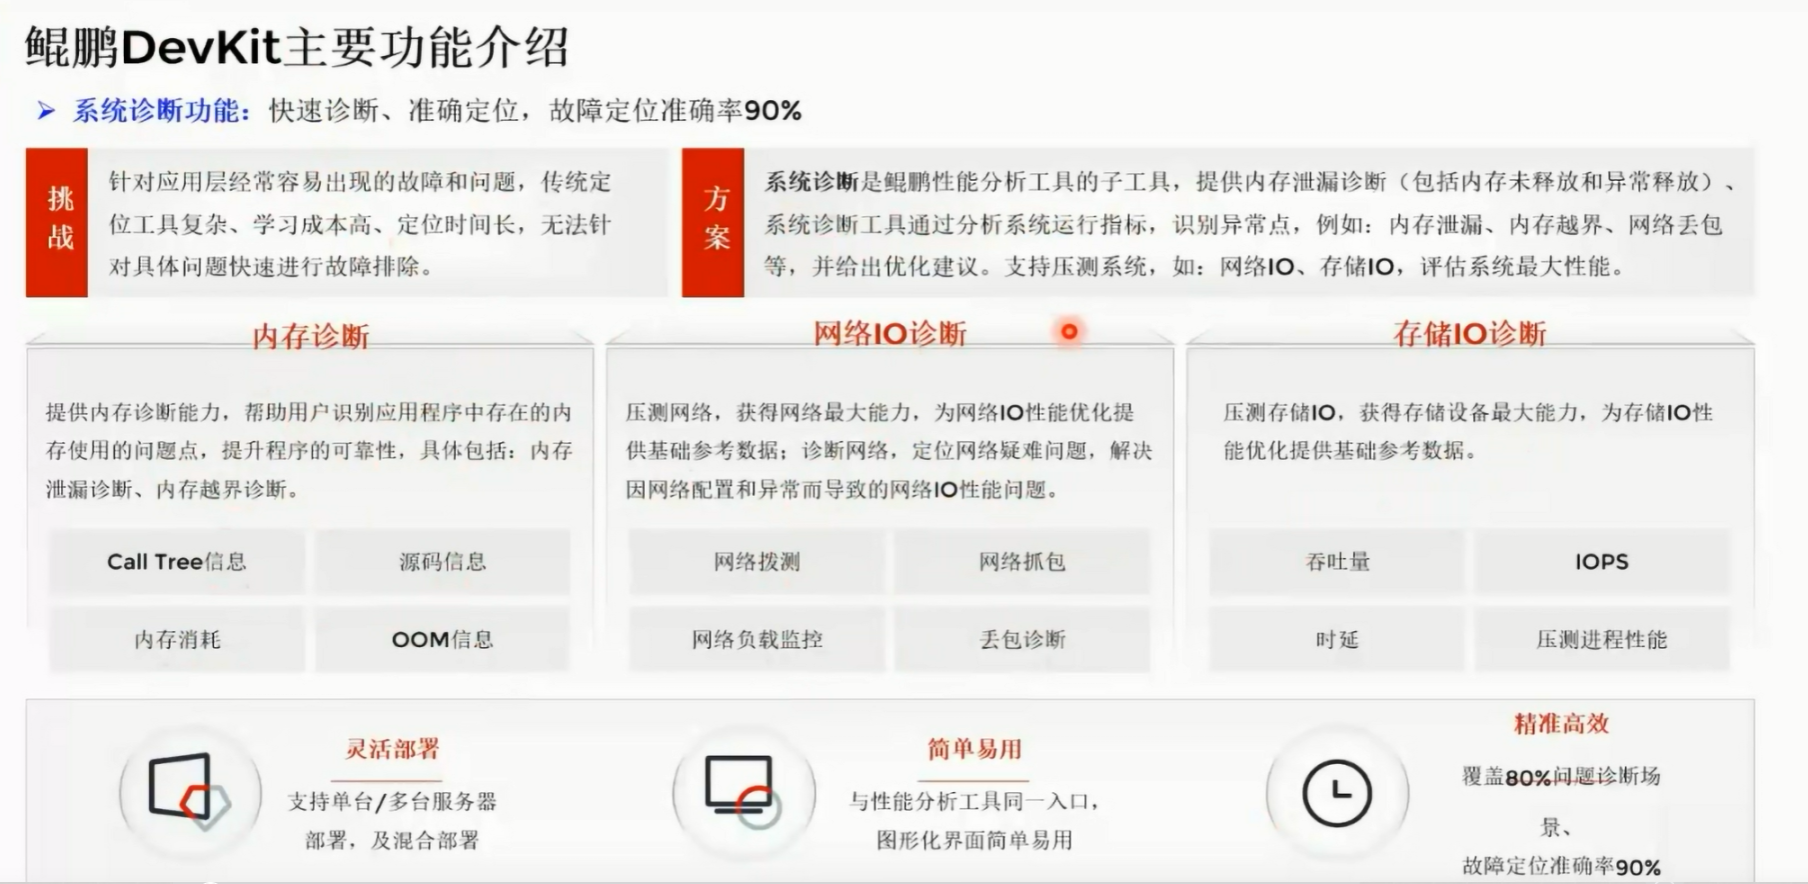 鲲鹏DevKit主要功能介绍
系统诊断功能：快速诊断、准确定位，故障定位准确率90%
挑战
针对应用层经常容易出现的故障和问题，传统定
位工具复杂、学习成本高、定位时间长，无法针
对具体问题快速进行故障排除。
方案
系统诊断是鲲鹏性能分析工具的子工具，提供内存泄漏诊断（包括内存未释放和异常释放）、
系统诊断工具通过分析系统运行指标，识别异常点，例如：内存泄漏、内存越界、网络丢包
等，并给出优化建议。支持压测系统，如：网络IO、存储IO，评估系统最大性能。
内存诊断
提供内存诊断能力，帮助用户识别应用程序中存在的内
存使用的问题点，提升程序的可靠性，具体包括：内存
泄漏诊断、内存越界诊断。
Call Tree信息
源码信息
内存消耗
OOM信息
网络IO诊断
压测网络，获得网络最大能力，为网络IO性能优化提
供基础参考数据；诊断网络，定位网络疑难问题，解决
因网络配置和异常而导致的网络IO性能问题。
网络拨测
网络抓包
网络负载监控
丢包诊断
存储IO诊断
压测存储IO，获得存储设备最大能力，为存储IO性
能优化提供基础参考数据。
吞吐量
IOPS
时延
压测进程性能
灵活部署
支持单台/多台服务器
部署，及混合部署
简单易用
与性能分析工具同一入口，
图形化界面简单易用
精准高效
覆盖80%问题诊断场
景、
故障定位准确率90%